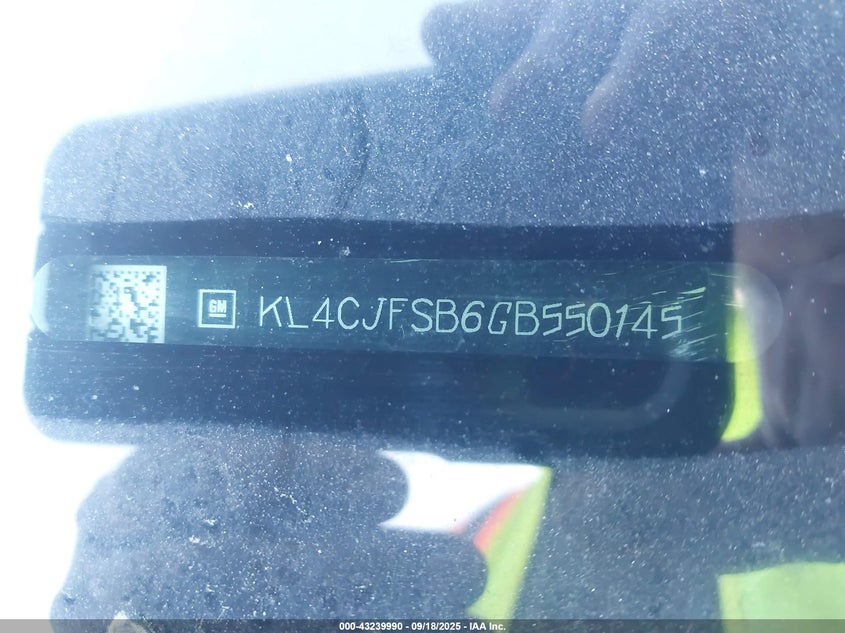 GM KL4CJFSB6GB550145
000-43239990 - 09/18/2025 - IAA Inc.